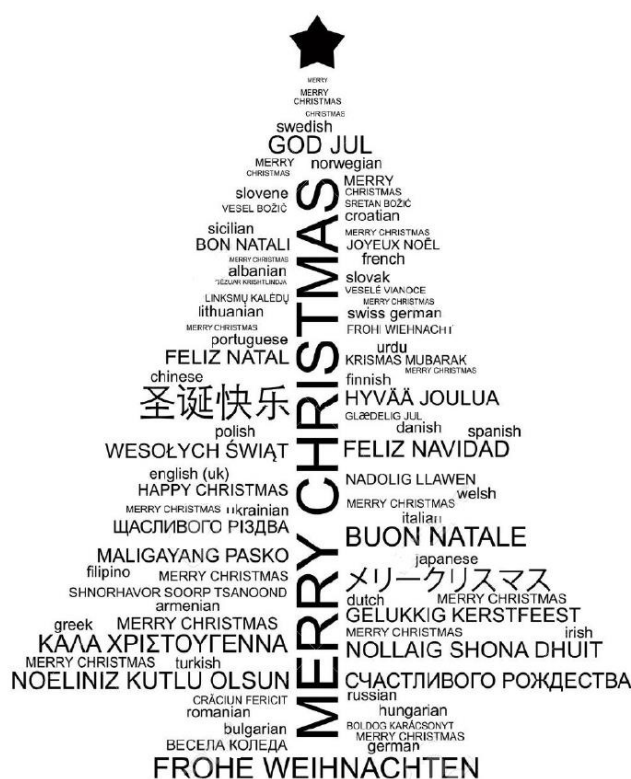 MERRY
MERRY
CHRISTMAS
CHRISTMAS
swedish
GOD JUL
MERRY
CHRISTMAS
norwegian
MERRY CHRISTMAS
MERRY
CHRISTMAS
slovene
VESEL BOŽIĆ
SRETAN BOŽIĆ
croatian
sicilian
BON NATALI
MERRY CHRISTMAS
JOYEUX NOËL
french
MERRY CHRISTMAS
albanian
GËZUAR KRISHTLINDJA
slovak
VESELÉ VIANOCE
LINKSMŲ KALĖDŲ
lithuanian
MERRY CHRISTMAS
swiss german
FROHI WIEHNACHT
MERRY CHRISTMAS
portuguese
FELIZ NATAL
urdu
KRISMAS MUBARAK
MERRY CHRISTMAS
chinese
圣诞快乐
finnish
HYVÄÄ JOULUA
GLÆDELIG JUL
danish
spanish
polish
WESOŁYCH ŚWIĄT
FELIZ NAVIDAD
english (uk)
HAPPY CHRISTMAS
NADOLIG LLAWEN
welsh
MERRY CHRISTMAS
MERRY CHRISTMAS ukrainian
ЩАСЛИВОГО РІЗДВА
italian
BUON NATALE
MALIGAYANG PASKO
filipino
MERRY CHRISTMAS
japanese
メリークリスマス
SHNORHAVOR SOORP TSANOOND
armenian
dutch
MERRY CHRISTMAS
GELUKKIG KERSTFEEST
greek
MERRY CHRISTMAS
ΚΑΛΑ ΧΡΙΣΤΟΥΓΕΝΝΑ
MERRY CHRISTMAS
irish
NOLLAIG SHONA DHUIT
MERRY CHRISTMAS
turkish
NOELINIZ KUTLU OLSUN
СЧАСТЛИВОГО РОЖДЕСТВА
russian
CRĂCIUN FERICIT
romanian
hungarian
BOLDOG KARÁCSONYT
bulgarian
ВЕСЕЛА КОЛЕДА
MERRY CHRISTMAS
german
FROHE WEIHNACHTEN